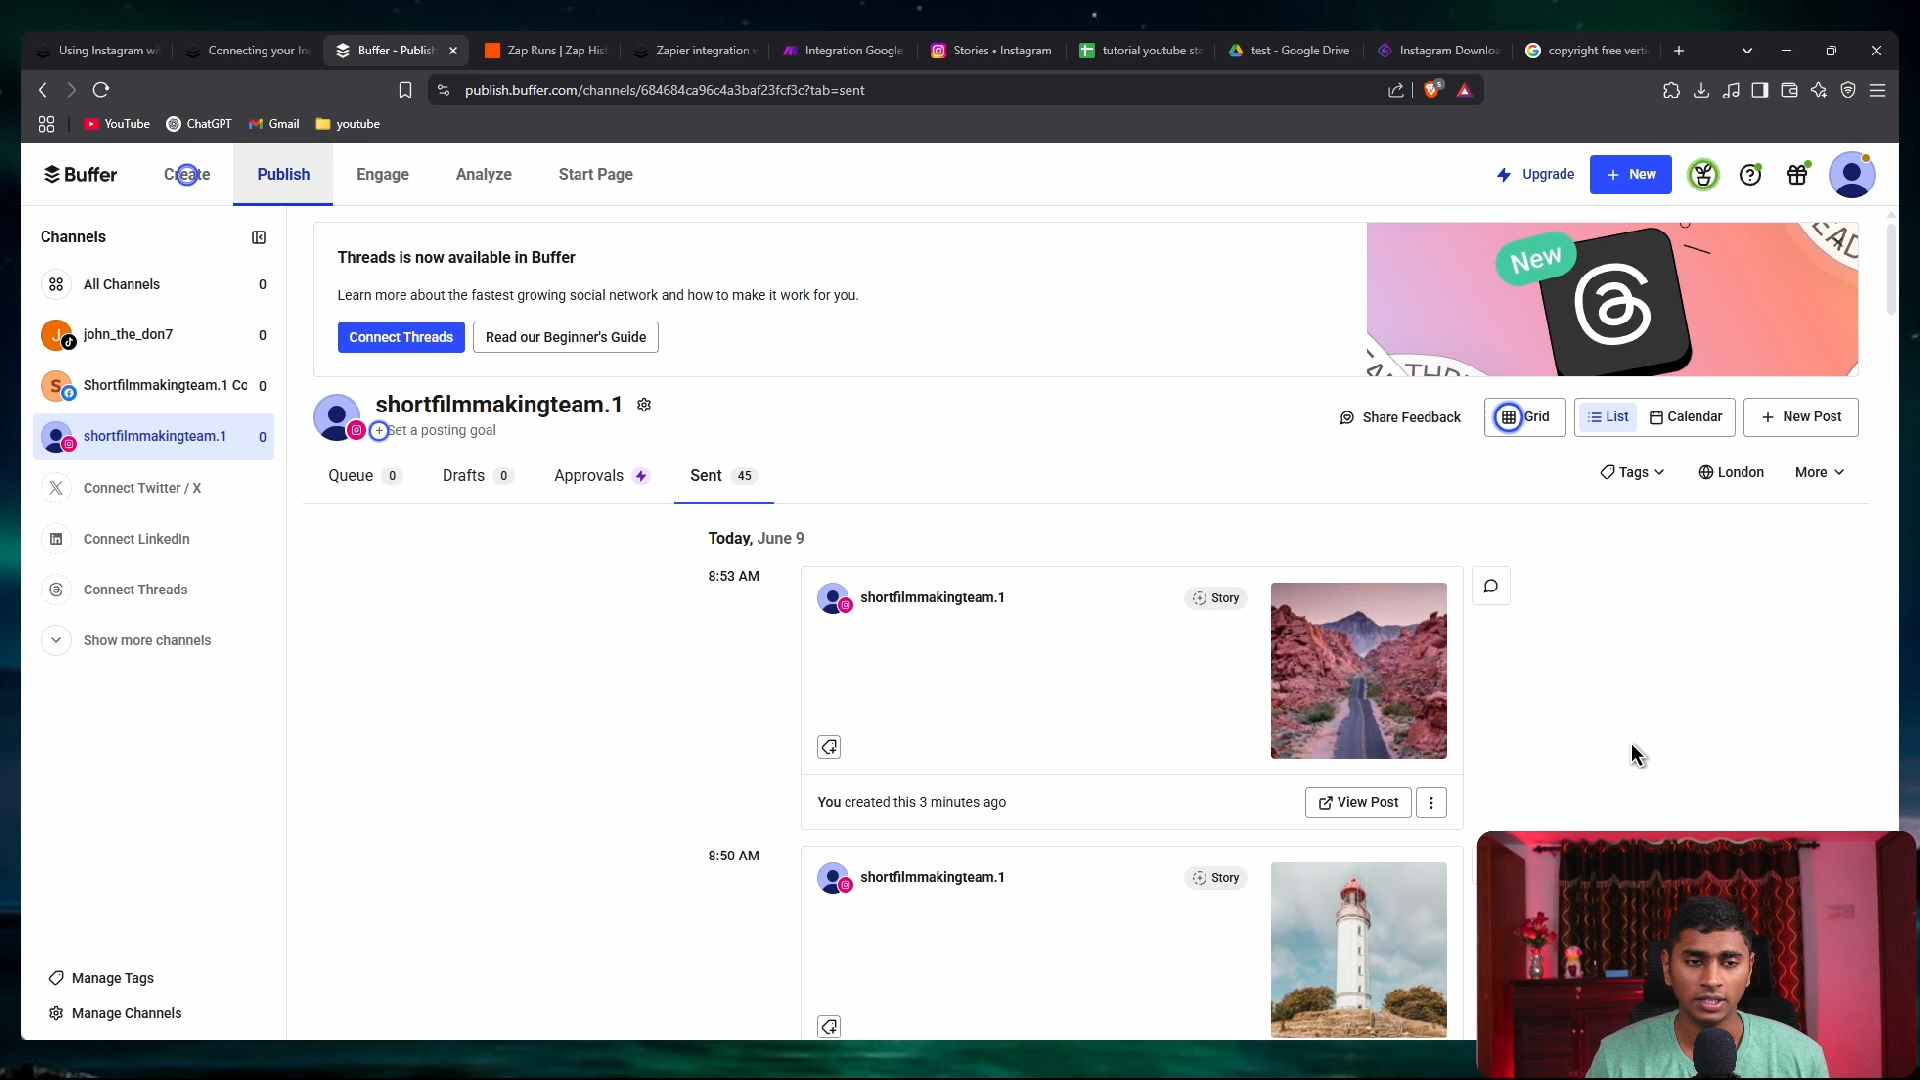 Using Instagram wi
Connecting your In
Buffer - Publish
Zap Runs | Zap Hist
Zapier integration w
Integration Google
Stories • Instagram
tutorial youtube sto
test - Google Drive
Instagram Downloa
copyright free verti
publish.buffer.com/channels/684684ca96c4a3baf23fcf3c?tab=sent
5
YouTube
ChatGPT
Gmail
youtube
Buffer
Create
Publish
Engage
Analyze
Start Page
Upgrade
+ New
Channels
All Channels 0
john_the_don7 0
Shortfilmmakingteam.1 Co 0
shortfilmmakingteam.1 0
Connect Twitter / X
Connect LinkedIn
Connect Threads
Show more channels
Manage Tags
Manage Channels
Threads is now available in Buffer
Learn more about the fastest growing social network and how to make it work for you.
Connect Threads
Read our Beginner's Guide
New
shortfilmmakingteam.1
Set a posting goal
Share Feedback
Grid
List
Calendar
+ New Post
Queue 0
Drafts 0
Approvals
Sent 45
Tags
London
More
Today, June 9
8:53 AM
shortfilmmakingteam.1
Story
You created this 3 minutes ago
View Post
8:50 AM
shortfilmmakingteam.1
Story